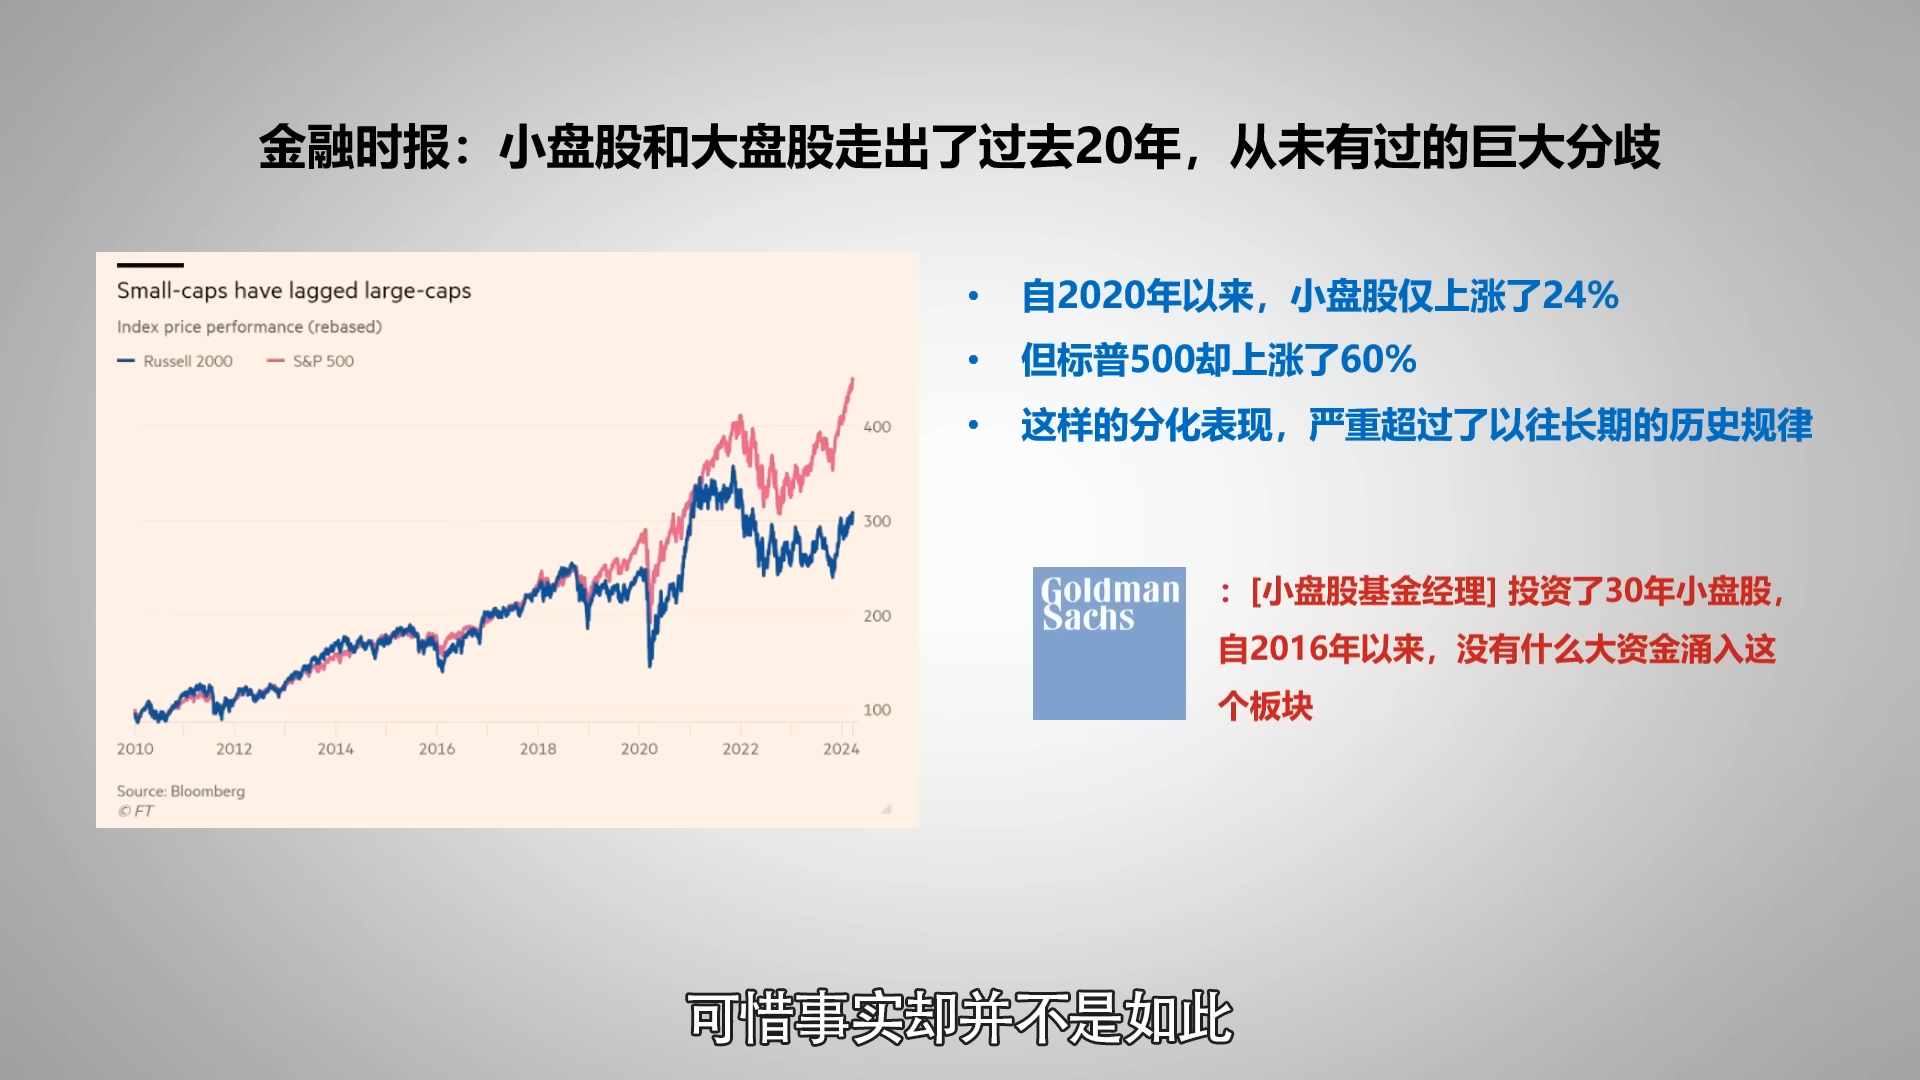 金融时报：小盘股和大盘股走出了过去20年，从未有过的巨大分歧
Small-caps have lagged large-caps
Index price performance (rebased)
Russell 2000 S&P 500
400
300
200
100
2010 2012 2014 2016 2018 2020 2022 2024
Source: Bloomberg
© FT
• 自2020年以来，小盘股仅上涨了24%
• 但标普500却上涨了60%
• 这样的分化表现，严重超过了以往长期的历史规律
Goldman
Sachs
：[小盘股基金经理] 投资了30年小盘股，
自2016年以来，没有什么大资金涌入这
个板块
可惜事实却并不是如此